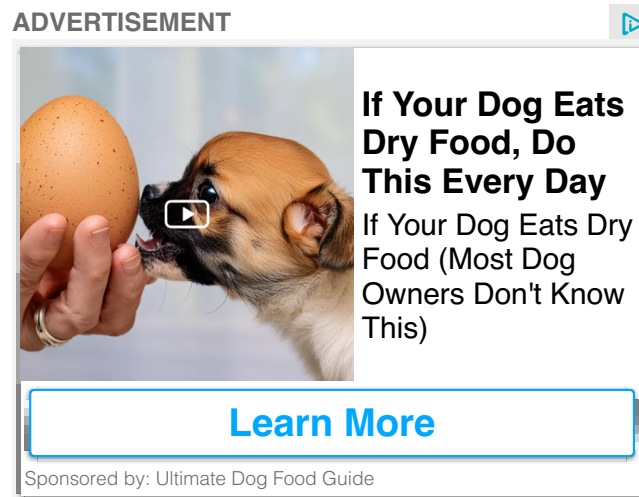 ADVERTISEMENT
If Your Dog Eats
Dry Food, Do
This Every Day
If Your Dog Eats Dry
Food (Most Dog
Owners Don't Know
This)
Learn More
Sponsored by: Ultimate Dog Food Guide